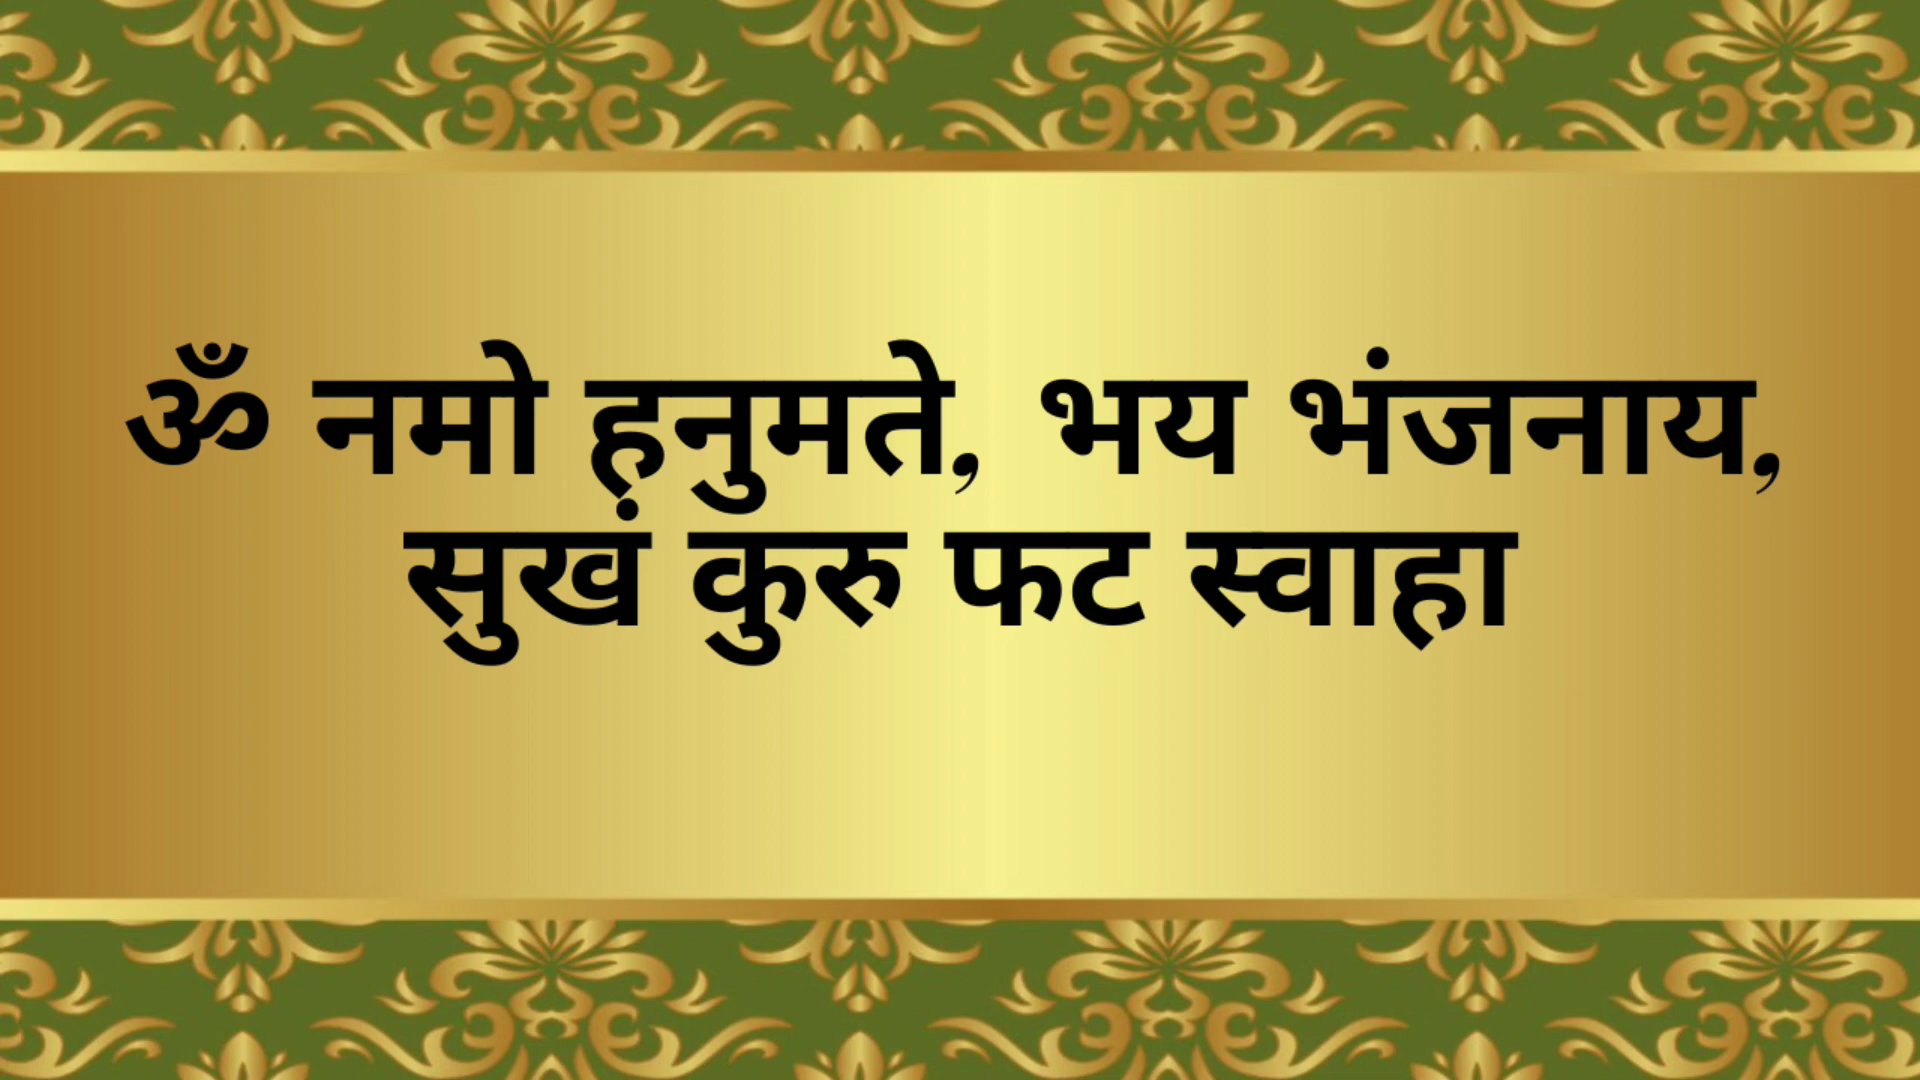 ॐ नमो हनुमते, भय भंजनाय,
सुखं कुरु फट स्वाहा